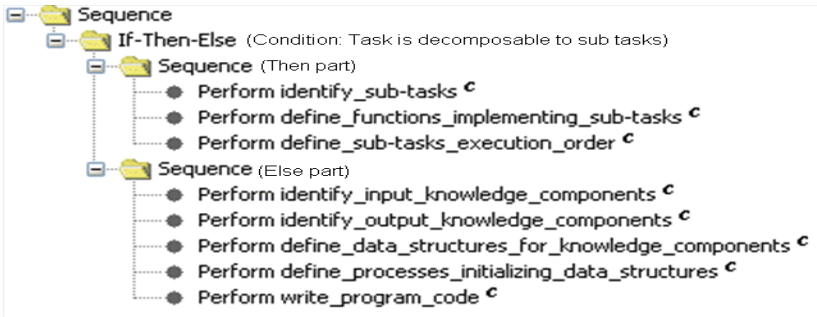 Sequence
If-Then-Else (Condition: Task is decomposable to sub tasks)
Sequence (Then part)
Perform identify_sub-tasks c
Perform define_functions_implementing_sub-tasks c
Perform define_sub-tasks_execution_order c
Sequence (Else part)
Perform identify_input_knowledge_components c
Perform identify_output_knowledge_components c
Perform define_data_structures_for_knowledge_components c
Perform define_processes_initializing_data_structures c
Perform write_program_code c